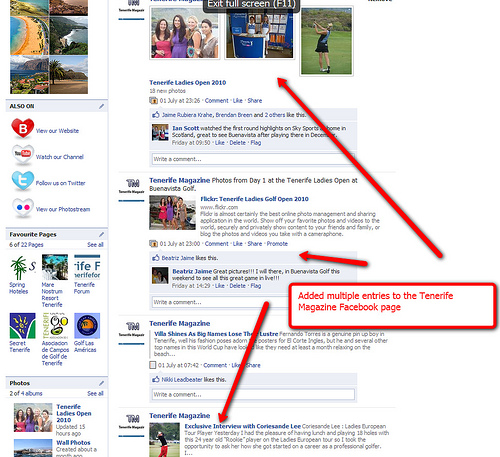 Exit full screen (F11)
Tenerife Ladies Open 2010
18 new photos
01 July at 23:26 · Comment · Like · Share
Jaime Rubiera Krahe, Brendan Breen and 2 others like this.
Ian Scott watched the first round highlights on Sky Sports at home in
Scotland, great to see Buenavista after playing there in December.
Friday at 09:50 · Like · Delete · Flag
Write a comment...
TM
Tenerife Magazine
Tenerife Magazine Photos from Day 1 at the Tenerife Ladies Open at
Buenavista Golf.
Flickr: Tenerife Ladies Golf Open 2010
www.flickr.com
Flickr is almost certainly the best online photo management and sharing
application in the world. Show off your favorite photos and videos to the
world, securely and privately show content to your friends and family, or
blog the photos and videos you take with a cameraphone.
01 July at 23:00 · Comment · Like · Share · Promote
Beatriz Jaime likes this.
Beatriz Jaime Great pictures!!! I will there, in Buenavista Golf this
weekend to see all this great game in live!!!
Friday at 14:29 · Like · Delete · Flag
Write a comment...
Added multiple entries to the Tenerife
Magazine Facebook page
TM
Tenerife Magazine
Tenerife Magazine
Villa Shines As Big Names Lose Their Lustre Fernando Torres is a genuine pin up boy in
Tenerife, well his fashion poses adorn posters for El Corte Ingles, but he and several other
top names in this World Cup have looked like they need at least a month relaxing on the
beach...
01 July at 07:42 · Comment · Like · Share
Nikki Leadbeater likes this.
Write a comment...
TM
Tenerife Magazine
Tenerife Magazine
Exclusive Interview with Coriesande Lee : Ladies European
Tour Player Yesterday I had the pleasure of having lunch and playing 18 holes with
this 24 year old "Rookie" player on the Ladies European tour so I took the
opportunity to ask her how she got started on a career as a professional golfer.
I...
ALSO ON
View our Website
Watch our Channel
Follow us on Twitter
View our Photostream
Favourite Pages
6 of 22 Pages
See all
Spring
Hoteles
Mare
Nostrum
Resort
Tenerife
Tenerife
Forum
Secret
Tenerife
Asociacion
de Campos
de Golf de
Tenerife
Golf Las
Américas
Photos
2 of 4 albums
See all
Tenerife
Ladies Open
2010
Updated 15
hours ago
Wall Photos
Created about a
month ago